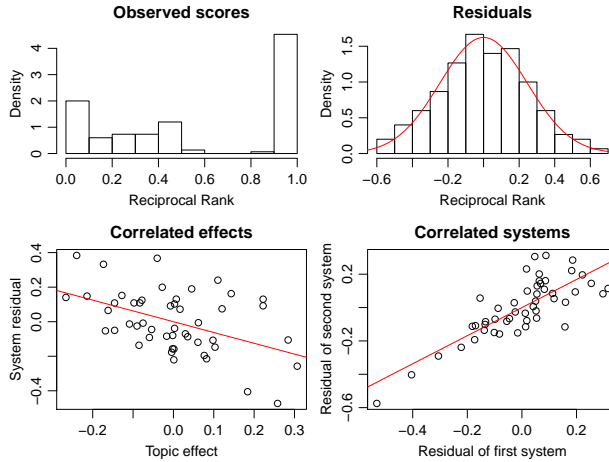 Observed scores
Density
0 1 2 3 4
0.0 0.2 0.4 0.6 0.8 1.0
Reciprocal Rank
Residuals
Density
0.0 0.5 1.0 1.5
−0.6 −0.2 0.2 0.6
Reciprocal Rank
Correlated effects
System residual
−0.4 0.0 0.2 0.4
−0.2 0.0 0.1 0.2 0.3
Topic effect
Correlated systems
Residual of second system
−0.6 −0.2 0.2
−0.4 −0.2 0.0 0.2
Residual of first system